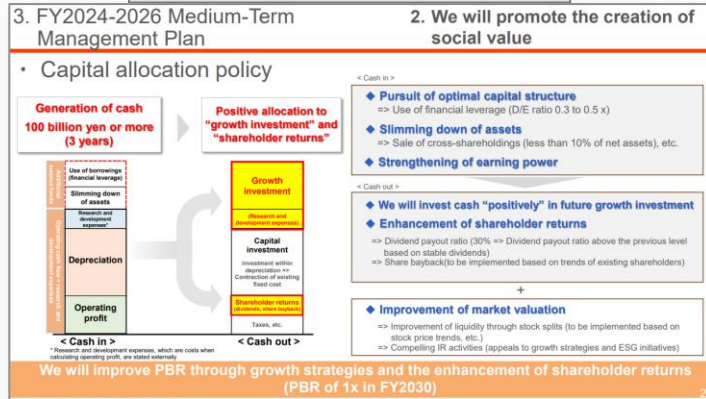 3. FY2024-2026 Medium-Term
Management Plan
2. We will promote the creation of
social value
・ Capital allocation policy
Generation of cash
100 billion yen or more
(3 years)
Positive allocation to
"growth investment" and
"shareholder returns"
Additional
surplus funds
Operating cash flow + research and
development expenses
Use of borrowings
(financial leverage)
Slimming down
of assets
Research and
development
expenses*
Depreciation
Operating
profit
< Cash in >
Growth
investment
(Research and
development expenses)
Capital
investment
Investment within
depreciation =>
Contraction of existing
fixed cost
Shareholder returns
(dividends, share buyback)
Taxes, etc.
< Cash out >
* Research and development expenses, which are costs when
calculating operating profit, are stated externally
< Cash in >
◆ Pursuit of optimal capital structure
=> Use of financial leverage (D/E ratio 0.3 to 0.5 x)
◆ Slimming down of assets
=> Sale of cross-shareholdings (less than 10% of net assets), etc.
◆ Strengthening of earning power
< Cash out >
◆ We will invest cash "positively" in future growth investment
◆ Enhancement of shareholder returns
=> Dividend payout ratio (30% => Dividend payout ratio above the previous level
based on stable dividends)
=> Share bayback(to be implemented based on trends of existing shareholders)
+
◆ Improvement of market valuation
=> Improvement of liquidity through stock splits (to be implemented based on
stock price trends, etc.)
=> Compelling IR activities (appeals to growth strategies and ESG initiatives)
We will improve PBR through growth strategies and the enhancement of shareholder returns
(PBR of 1x in FY2030)